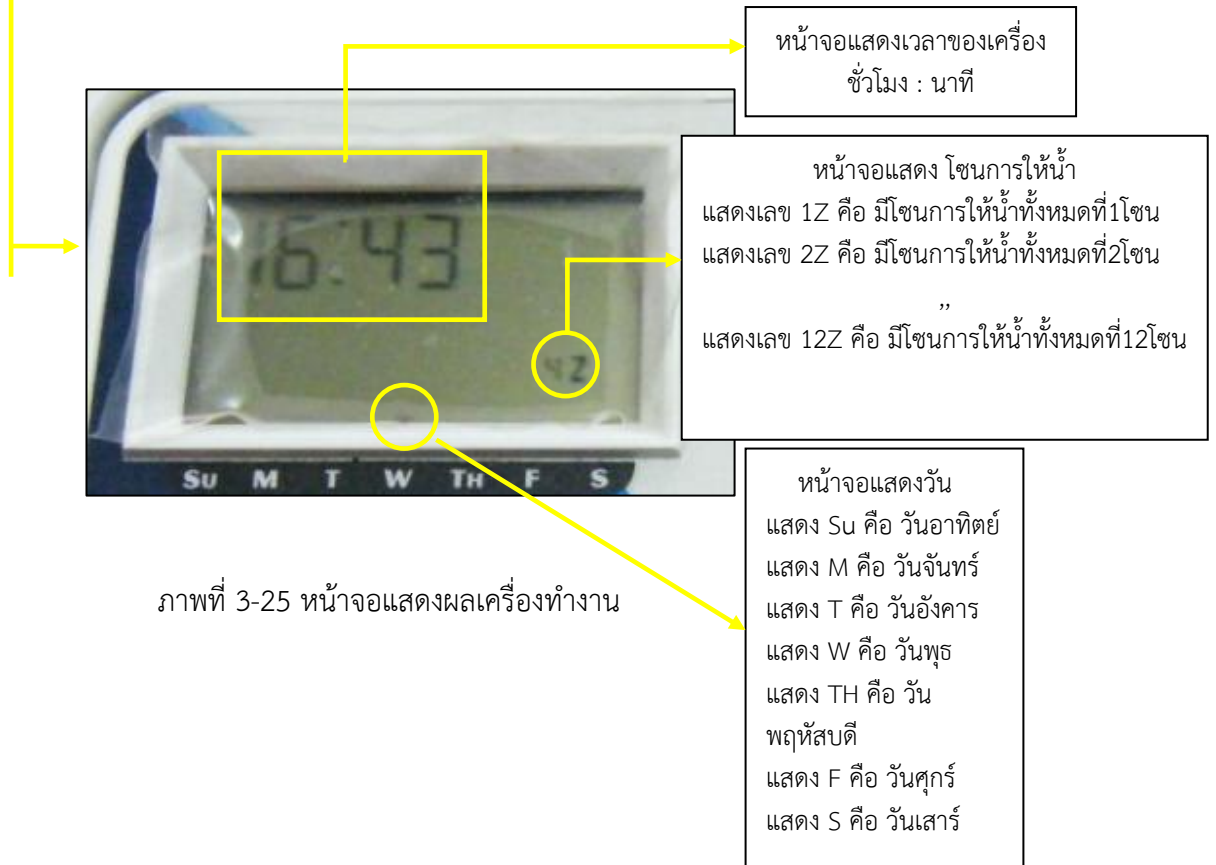 หน้าจอแสดงเวลาของเครื่อง
ชั่วโมง : นาที
หน้าจอแสดง โซนการให้น้ำ
แสดงเลข 1Z คือ มีโซนการให้น้ำทั้งหมดที่1โซน
แสดงเลข 2Z คือ มีโซนการให้น้ำทั้งหมดที่2โซน
,,
แสดงเลข 12Z คือ มีโซนการให้น้ำทั้งหมดที่12โซน
16:43
4Z
SU M T W TH F S
หน้าจอแสดงวัน
แสดง Su คือ วันอาทิตย์
แสดง M คือ วันจันทร์
แสดง T คือ วันอังคาร
แสดง W คือ วันพุธ
แสดง TH คือ วัน
พฤหัสบดี
แสดง F คือ วันศุกร์
แสดง S คือ วันเสาร์
ภาพที่ 3-25 หน้าจอแสดงผลเครื่องทำงาน